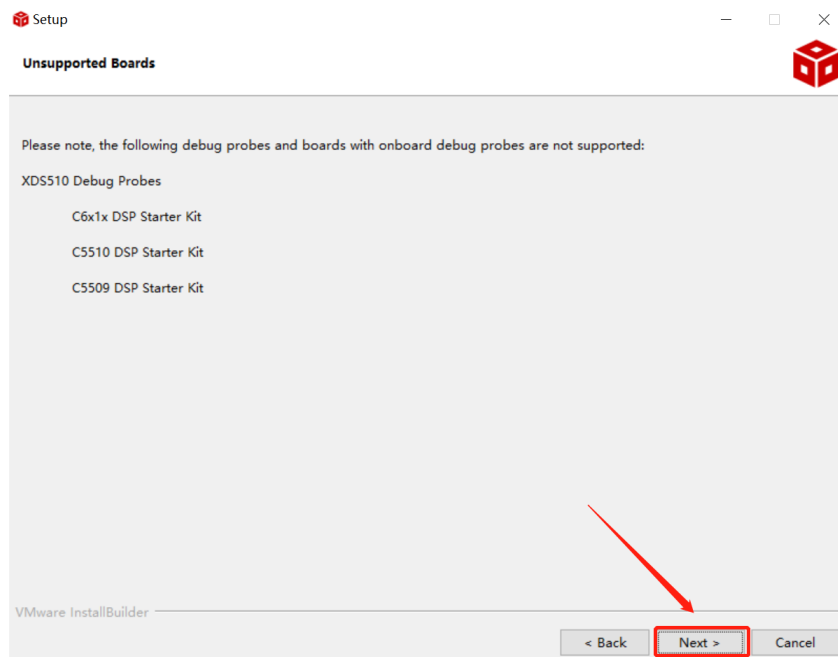 Setup
Unsupported Boards
Please note, the following debug probes and boards with onboard debug probes are not supported:
XDS510 Debug Probes
C6x1x DSP Starter Kit
C5510 DSP Starter Kit
C5509 DSP Starter Kit
VMware InstallBuilder
< Back Next > Cancel